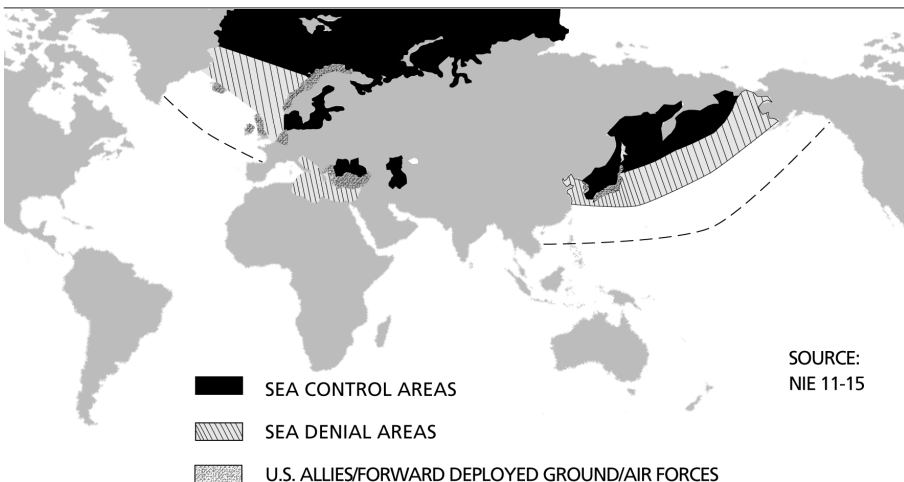 SOURCE:
NIE 11-15
SEA CONTROL AREAS
SEA DENIAL AREAS
U.S. ALLIES/FORWARD DEPLOYED GROUND/AIR FORCES